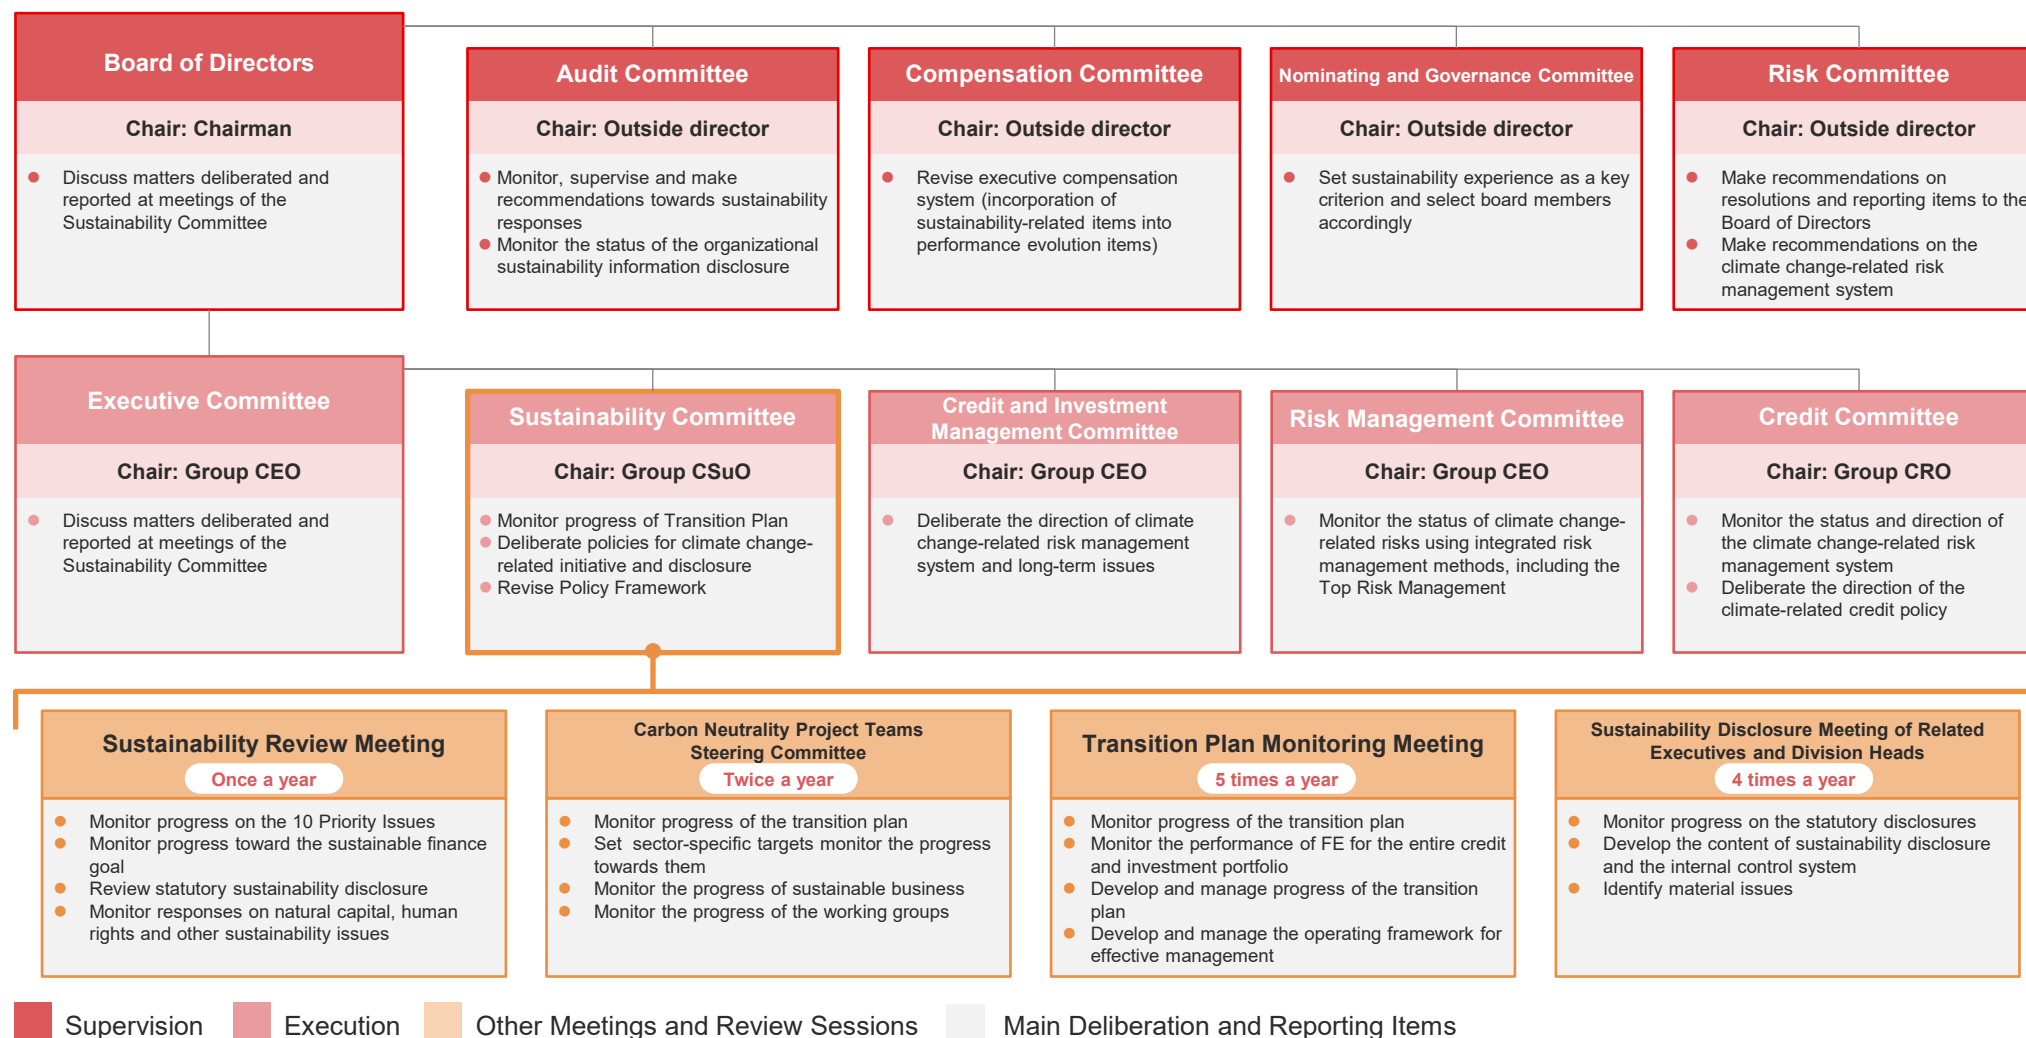 Board of Directors
Chair: Chairman
Discuss matters deliberated and
reported at meetings of the
Sustainability Committee
Audit Committee
Chair: Outside director
Monitor, supervise and make
recommendations towards sustainability
responses
Monitor the status of the organizational
sustainability information disclosure
Compensation Committee
Chair: Outside director
Revise executive compensation
system (incorporation of
sustainability-related items into
performance evolution items)
Nominating and Governance Committee
Chair: Outside director
Set sustainability experience as a key
criterion and select board members
accordingly
Risk Committee
Chair: Outside director
Make recommendations on
resolutions and reporting items to the
Board of Directors
Make recommendations on the
climate change-related risk
management system
Executive Committee
Chair: Group CEO
Discuss matters deliberated and
reported at meetings of the
Sustainability Committee
Sustainability Committee
Chair: Group CSuO
Monitor progress of Transition Plan
Deliberate policies for climate change-
related initiative and disclosure
Revise Policy Framework
Credit and Investment
Management Committee
Chair: Group CEO
Deliberate the direction of climate
change-related risk management
system and long-term issues
Risk Management Committee
Chair: Group CEO
Monitor the status of climate change-
related risks using integrated risk
management methods, including the
Top Risk Management
Credit Committee
Chair: Group CRO
Monitor the status and direction of
the climate change-related risk
management system
Deliberate the direction of the
climate-related credit policy
Sustainability Review Meeting
Once a year
Monitor progress on the 10 Priority Issues
Monitor progress toward the sustainable finance
goal
Review statutory sustainability disclosure
Monitor responses on natural capital, human
rights and other sustainability issues
Carbon Neutrality Project Teams
Steering Committee
Twice a year
Monitor progress of the transition plan
Set sector-specific targets monitor the progress
towards them
Monitor the progress of sustainable business
Monitor the progress of the working groups
Transition Plan Monitoring Meeting
5 times a year
Monitor progress of the transition plan
Monitor the performance of FE for the entire credit
and investment portfolio
Develop and manage progress of the transition
plan
Develop and manage the operating framework for
effective management
Sustainability Disclosure Meeting of Related
Executives and Division Heads
4 times a year
Monitor progress on the statutory disclosures
Develop the content of sustainability disclosure
and the internal control system
Identify material issues
Supervision
Execution
Other Meetings and Review Sessions
Main Deliberation and Reporting Items